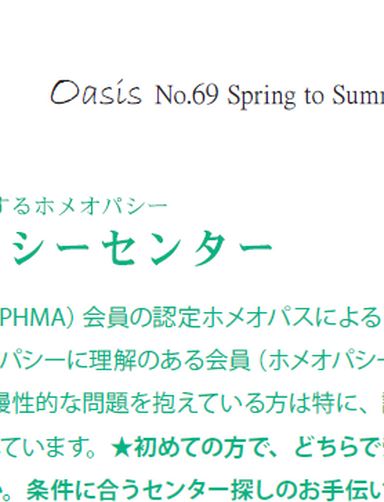 Oasis No.69 Spring to Sum
するホメオパシー
シーセンター
PHMA）会員の認定ホメオパスによる
パシーに理解のある会員（ホメオパシー
慢性的な問題を抱えている方は特に、
ています。★初めての方で、どちらで
。条件に合うセンター探しのお手伝い